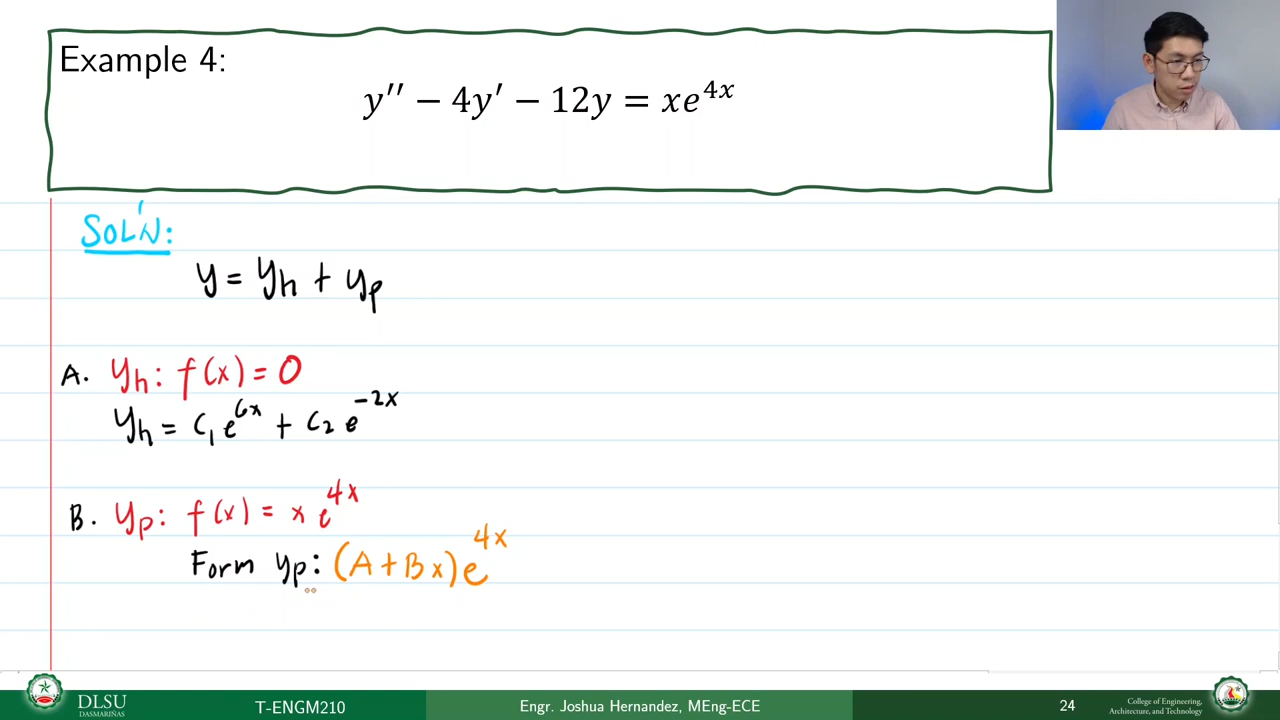 Example 4:
y′′ − 4y′ − 12y = xe^{4x}
SOL'N:
y = y_h + y_p
A. y_h: f(x) = 0
y_h = C_1 e^{6x} + C_2 e^{-2x}
B. y_p: f(x) = x e^{4x}
Form y_p: (A + Bx) e^{4x}
DLSU
DASMARIÑAS
T-ENGM210
Engr. Joshua Hernandez, MEng-ECE
24
College of Engineering,
Architecture, and Technology